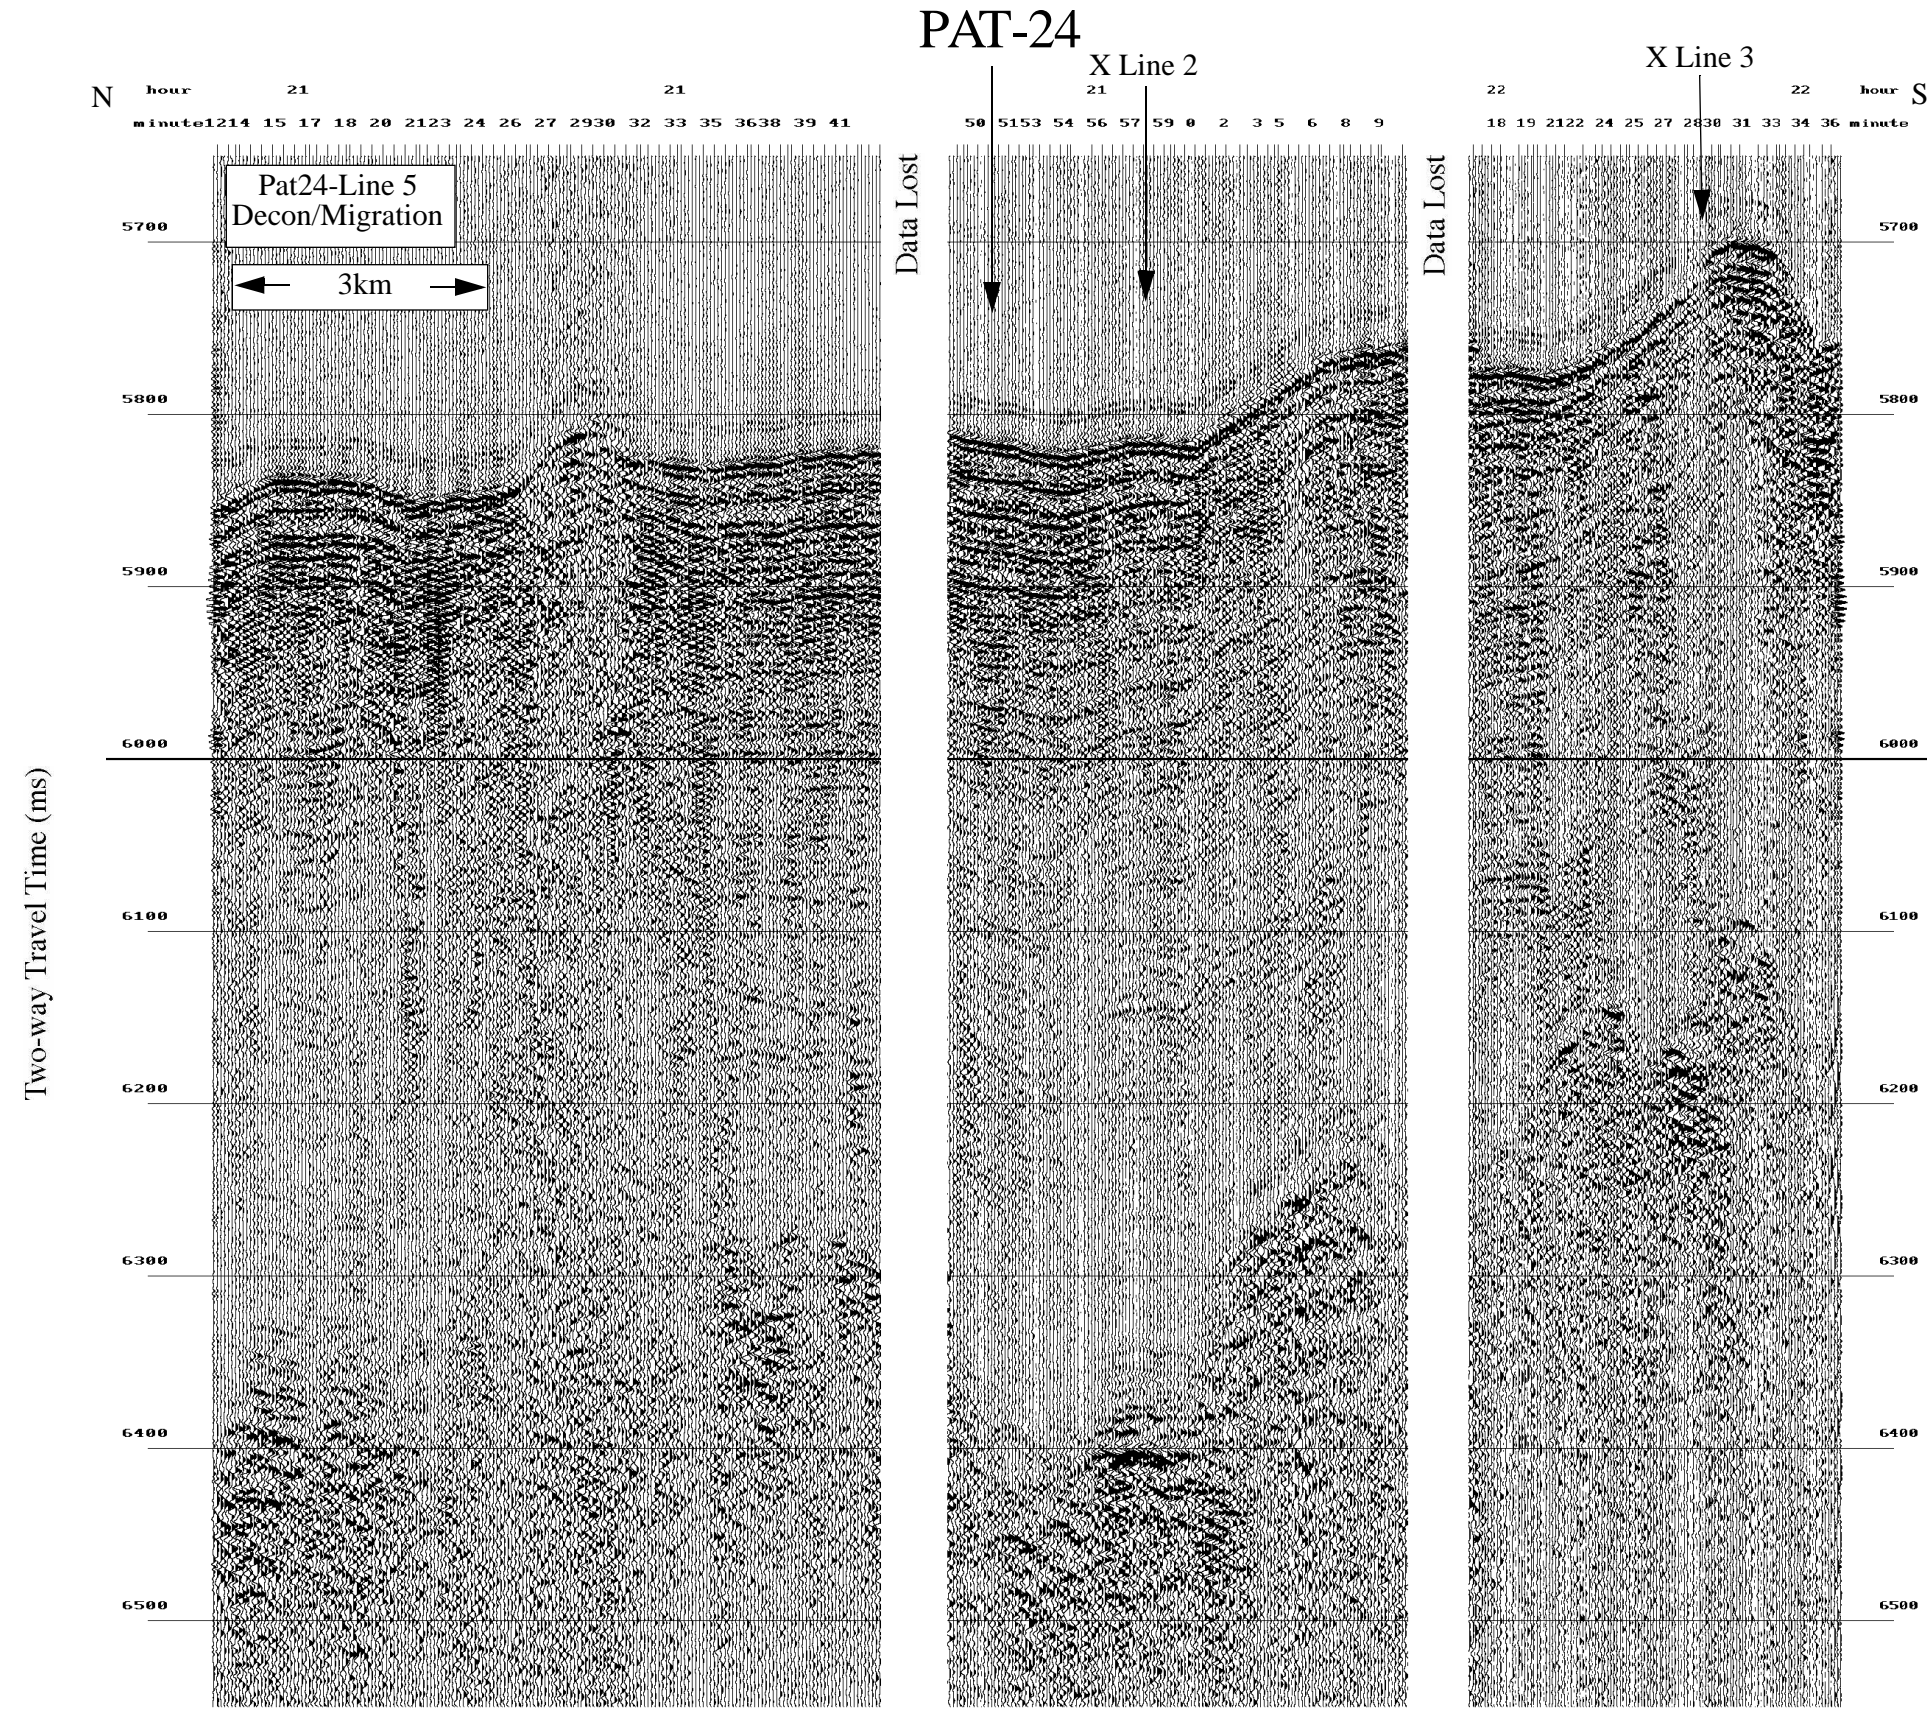 PAT-24
X Line 2
X Line 3
N hour 21 21 21 22 22 hour S
minute1214 15 17 18 20 2123 24 26 27 2930 32 33 35 3638 39 41 50 5153 54 56 57 59 0 2 3 5 6 8 9 18 19 2122 24 25 27 2830 31 33 34 36 minute
Pat24-Line 5
Decon/Migration
3km
Data Lost
Data Lost
5700 5700
5800 5800
5900 5900
6000 6000
6100 6100
6200 6200
6300 6300
6400 6400
6500 6500
Two-way Travel Time (ms)